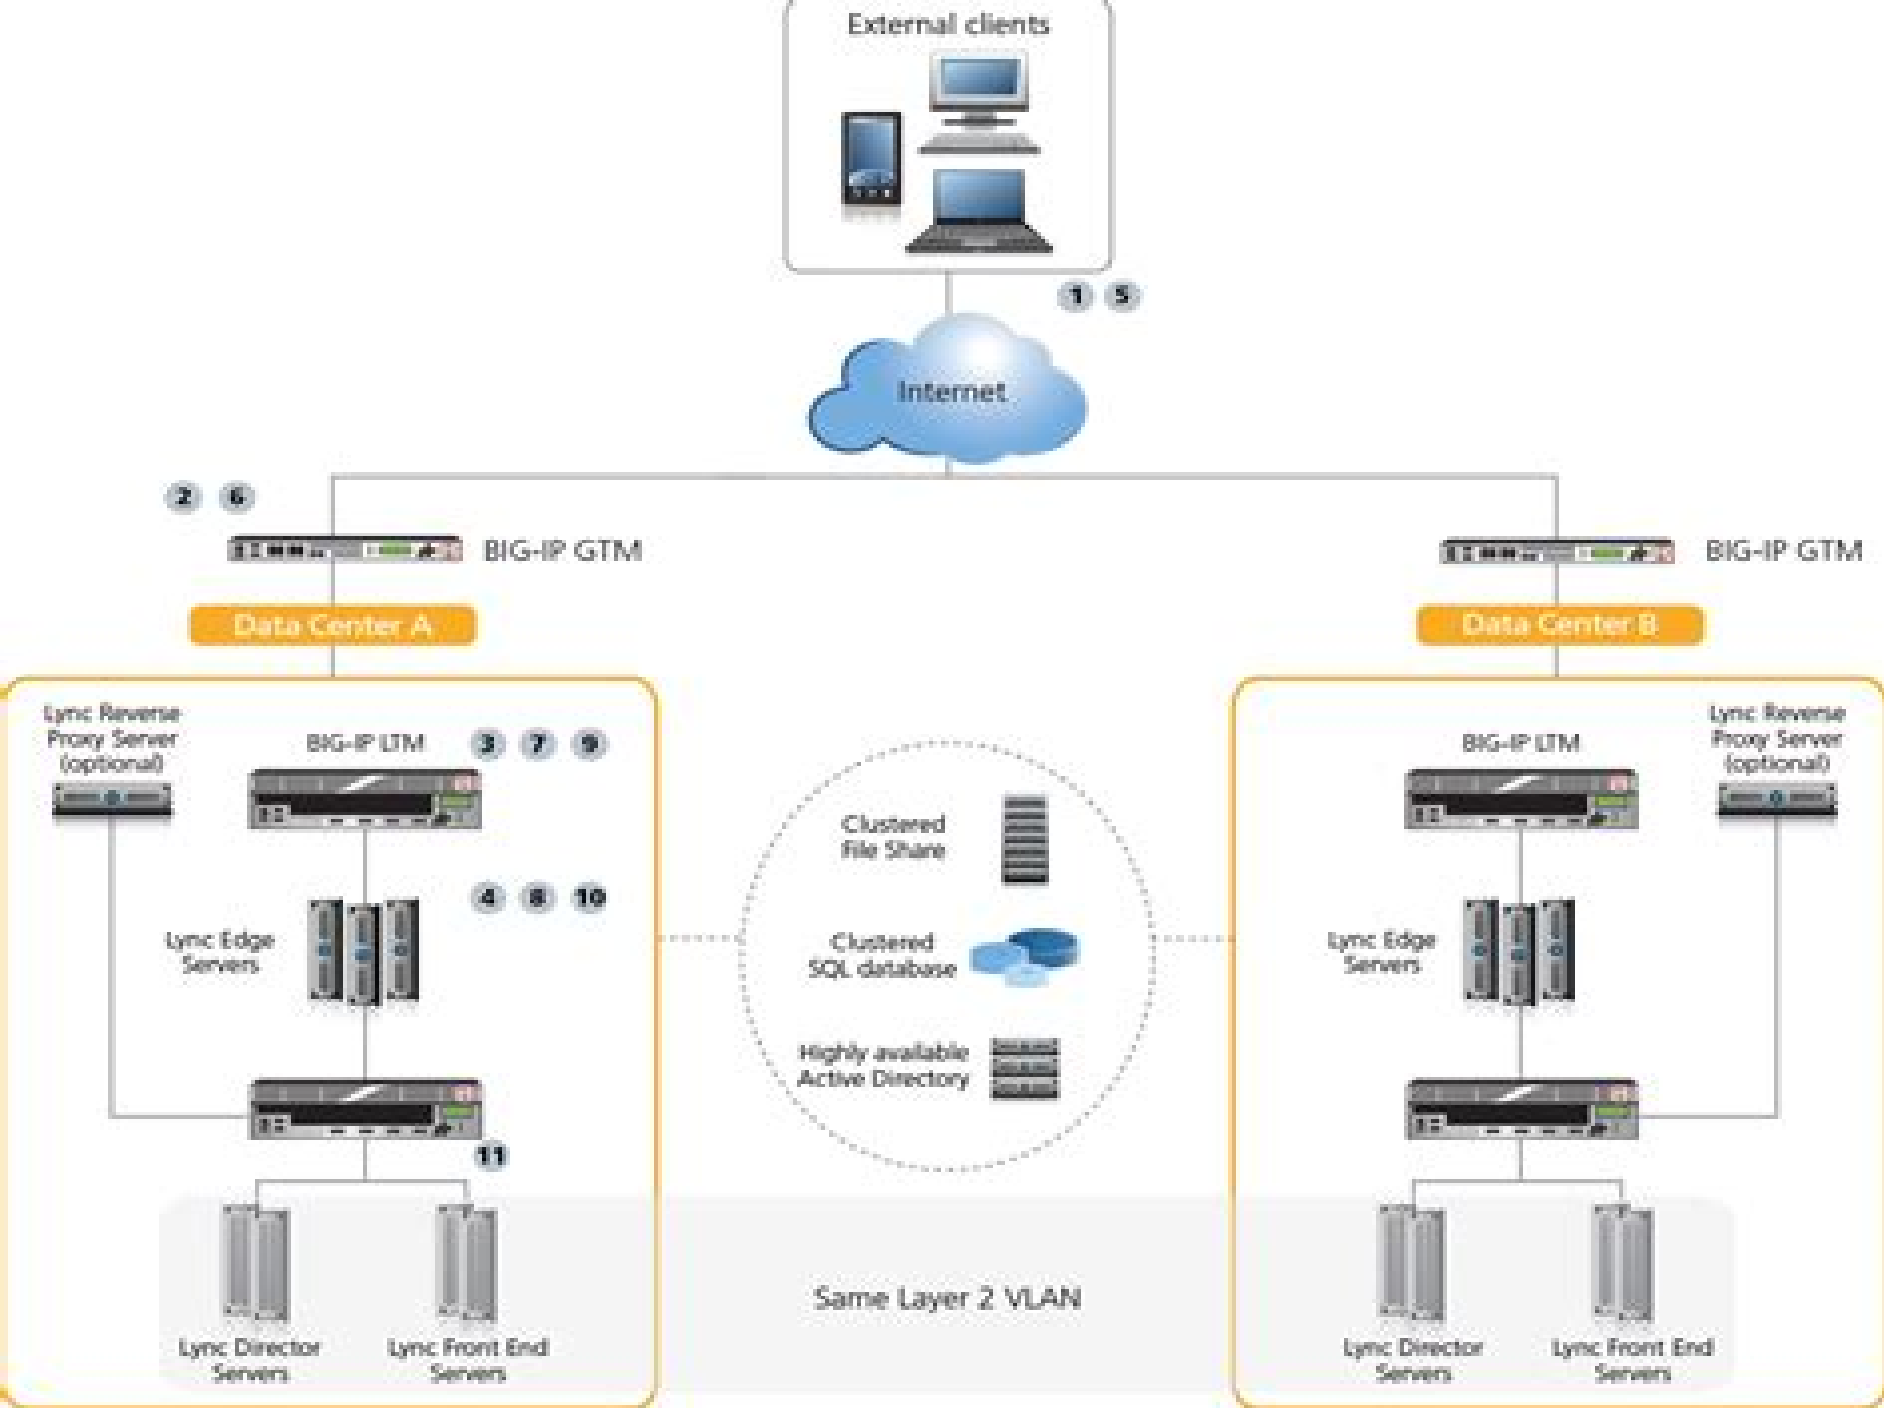 External clients
1 5
Internet
2 6
BIG-IP GTM
BIG-IP GTM
Data Center A
Data Center B
Lync Reverse
Proxy Server
(optional)
BIG-IP LTM
3 7 9
Lync Edge
Servers
4 8 10
11
Lync Director
Servers
Lync Front End
Servers
Clustered
File Share
Clustered
SQL database
Highly available
Active Directory
Same Layer 2 VLAN
BIG-IP LTM
Lync Reverse
Proxy Server
(optional)
Lync Edge
Servers
Lync Director
Servers
Lync Front End
Servers